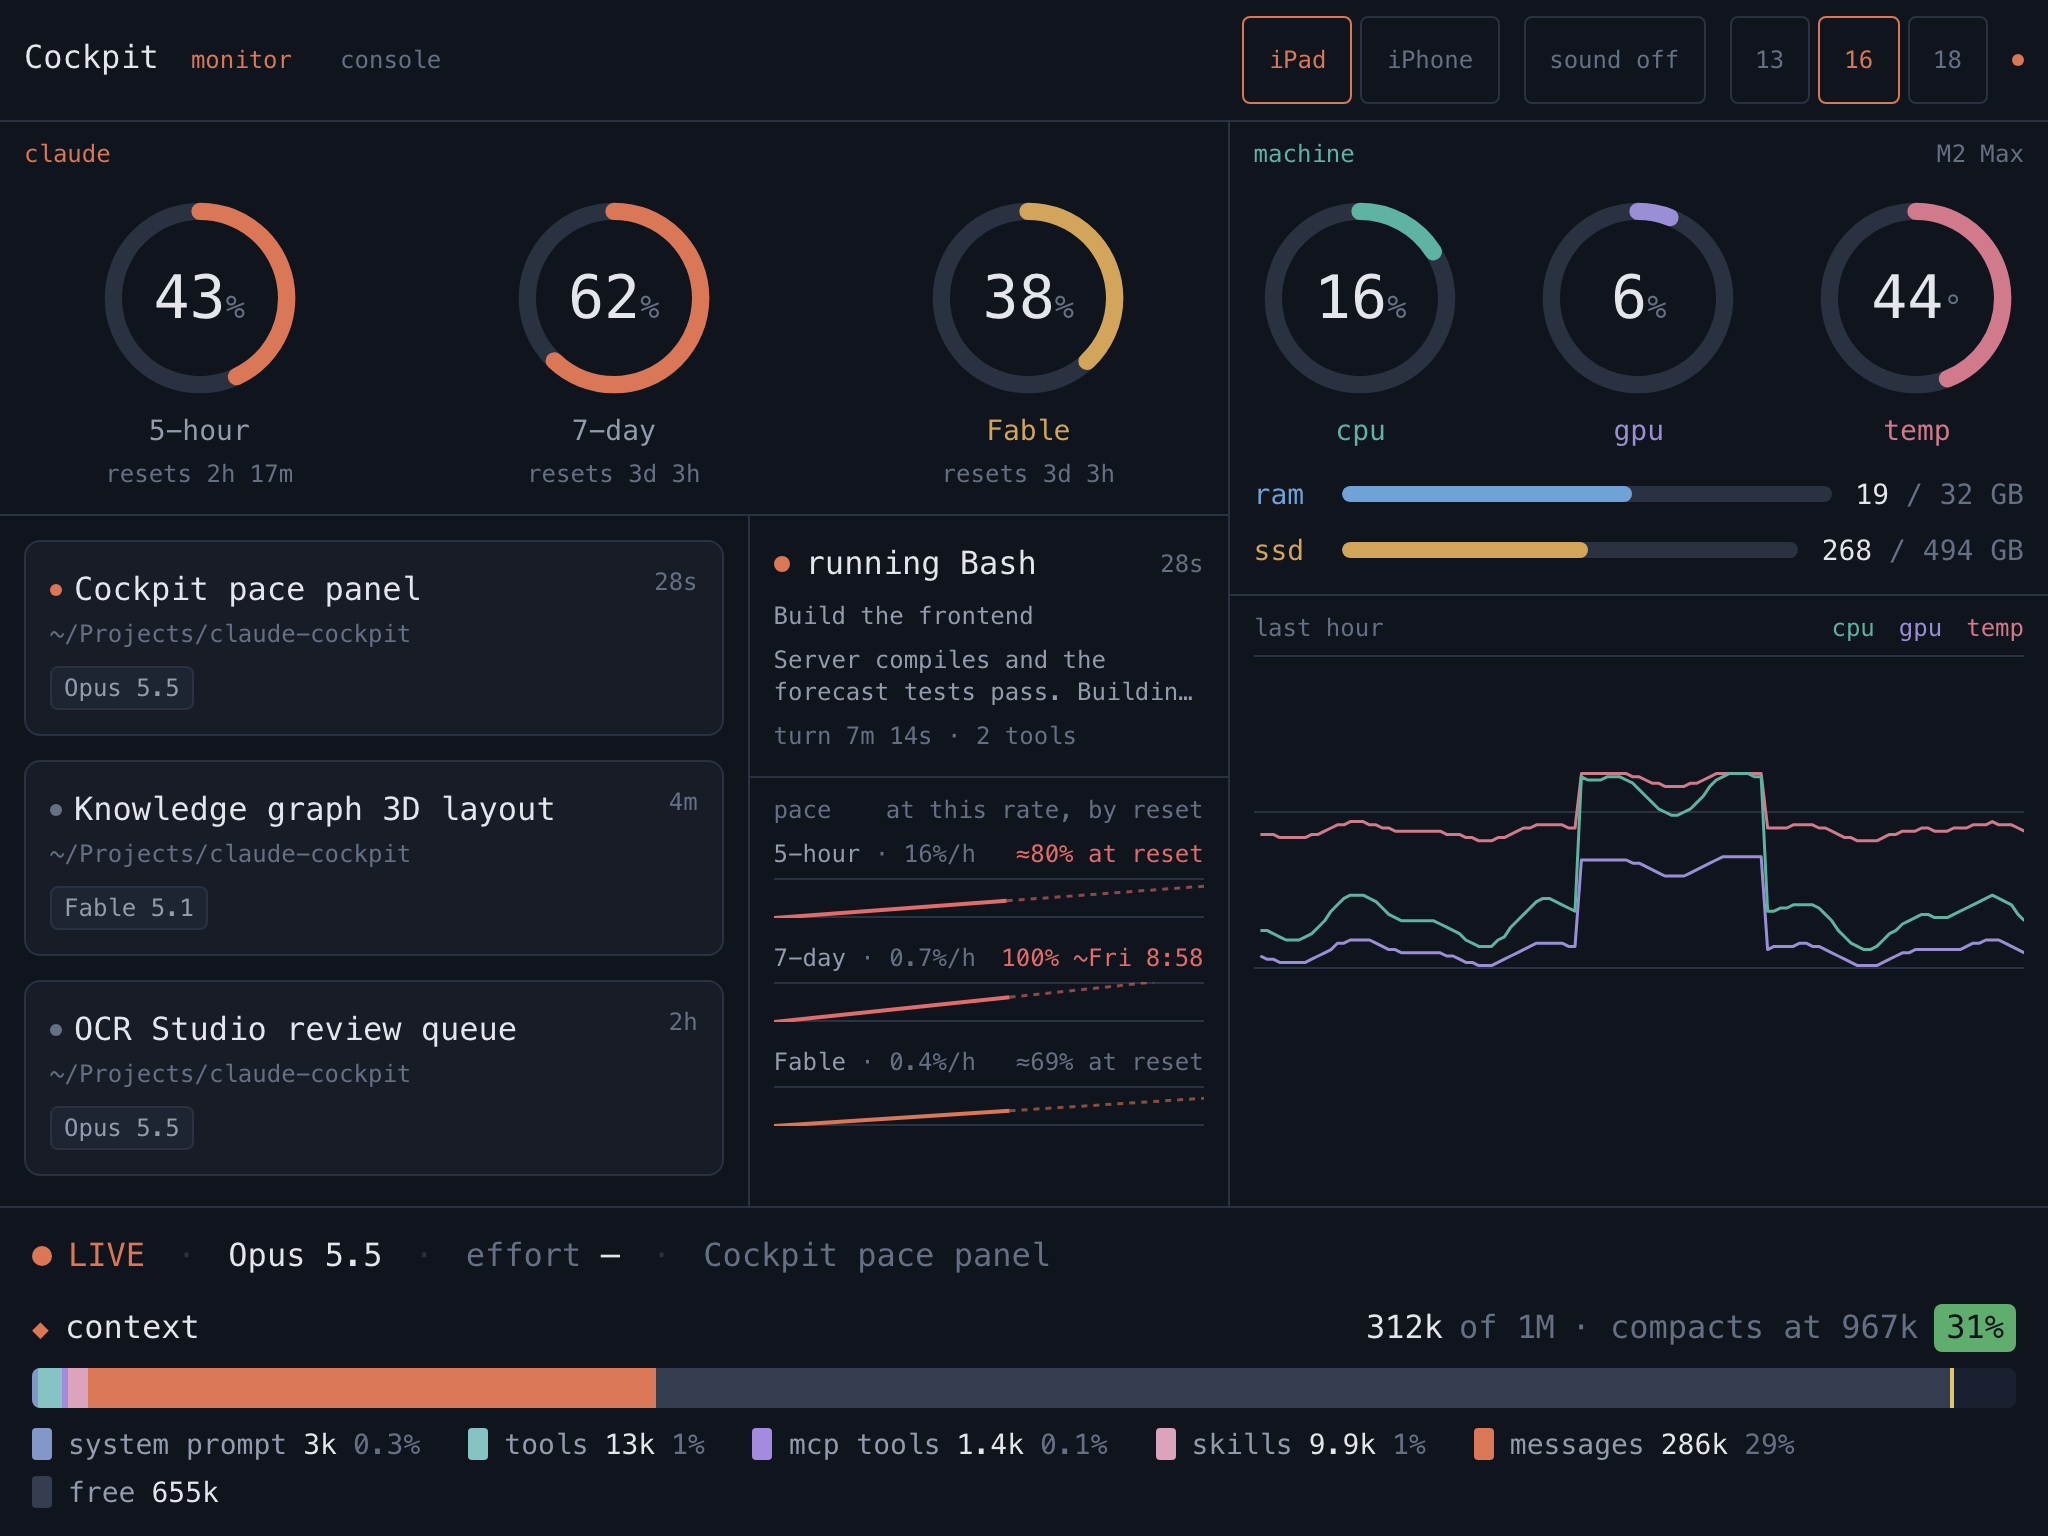 Cockpit monitor console iPad iPhone sound off 13 16 18
claude
43%
5-hour
resets 2h 17m
62%
7-day
resets 3d 3h
38%
Fable
resets 3d 3h
machine M2 Max
16%
cpu
6%
gpu
44°
temp
ram 19 / 32 GB
ssd 268 / 494 GB
Cockpit pace panel 28s
~/Projects/claude-cockpit
Opus 5.5
Knowledge graph 3D layout 4m
~/Projects/claude-cockpit
Fable 5.1
OCR Studio review queue 2h
~/Projects/claude-cockpit
Opus 5.5
running Bash 28s
Build the frontend
Server compiles and the
forecast tests pass. Buildin…
turn 7m 14s · 2 tools
pace at this rate, by reset
5-hour · 16%/h ≈80% at reset
7-day · 0.7%/h 100% ~Fri 8:58
Fable · 0.4%/h ≈69% at reset
last hour cpu gpu temp
LIVE · Opus 5.5 · effort — · Cockpit pace panel
context 312k of 1M · compacts at 967k 31%
system prompt 3k 0.3% tools 13k 1% mcp tools 1.4k 0.1% skills 9.9k 1% messages 286k 29%
free 655k